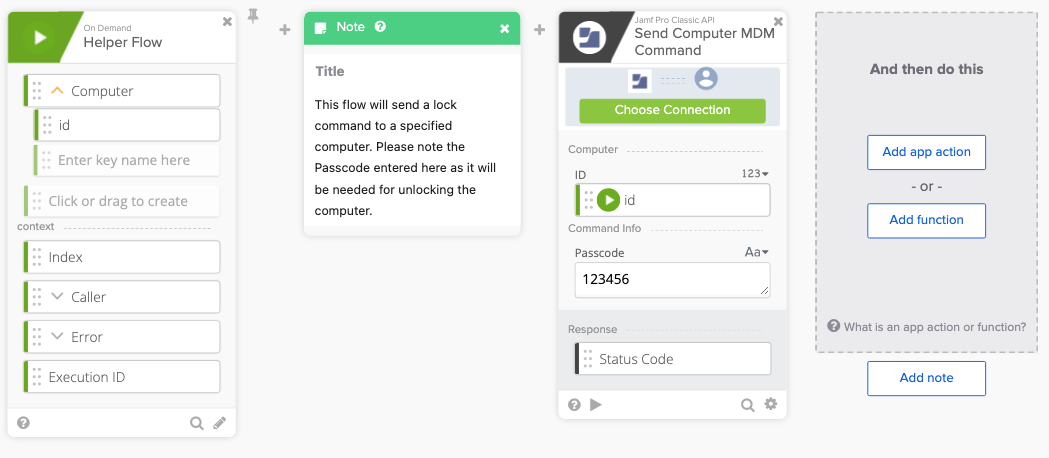 On Demand
Helper Flow
Computer
id
Enter key name here
Click or drag to create
context
Index
Caller
Error
Execution ID
Note
Title
This flow will send a lock
command to a specified
computer. Please note the
Passcode entered here as it will
be needed for unlocking the
computer.
Jamf Pro Classic API
Send Computer MDM
Command
Choose Connection
Computer
ID 123
id
Command Info
Passcode Aa
123456
Response
Status Code
And then do this
Add app action
- or -
Add function
What is an app action or function?
Add note